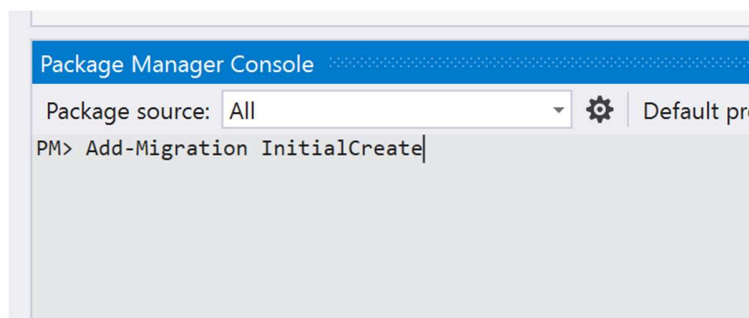 Package Manager Console
Package source: All Default pr
PM> Add-Migration InitialCreate